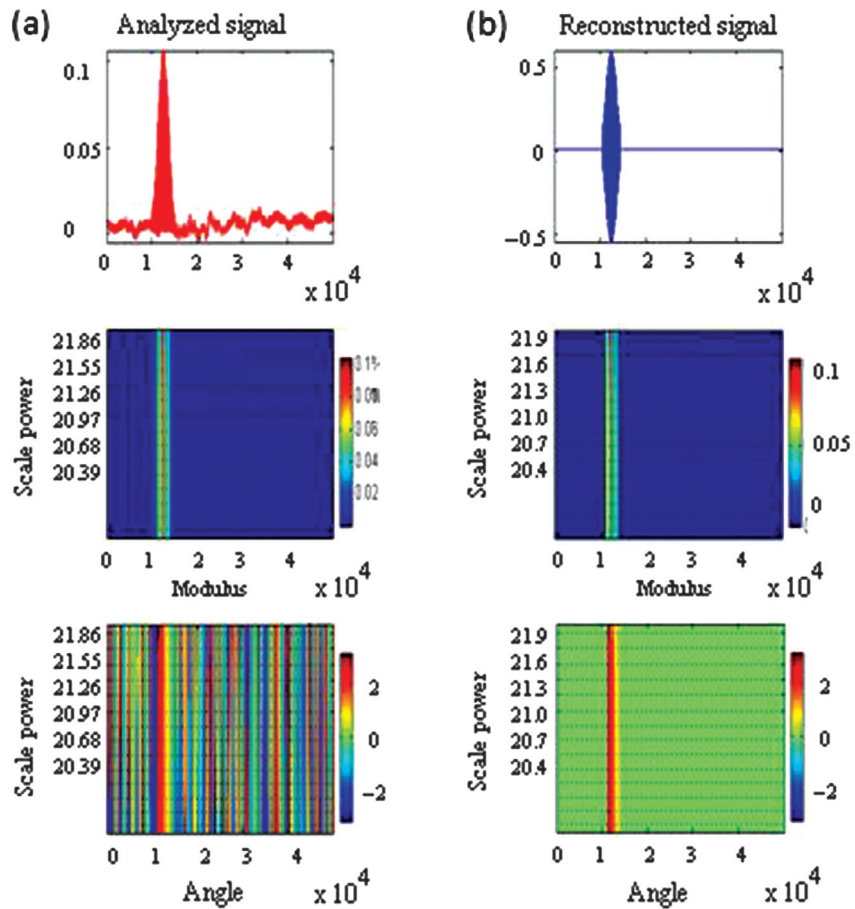 (a) Analyzed signal
0.1
0.05
0
0 1 2 3 4
x 10^4
21.86
21.55
21.26
20.97
20.68
20.39
Scale power
0.06
0.04
0.02
0 1 2 3 4
Modulus x 10^4
21.86
21.55
21.26
20.97
20.68
20.39
Scale power
2
0
−2
0 1 2 3 4
Angle x 10^4
(b) Reconstructed signal
0.5
0
−0.5
0 1 2 3 4
x 10^4
21.9
21.6
21.3
21.0
20.7
20.4
Scale power
0.1
0.05
0
0 1 2 3 4
Modulus x 10^4
21.9
21.6
21.3
21.0
20.7
20.4
Scale power
2
0
−2
0 1 2 3 4
Angle x 10^4